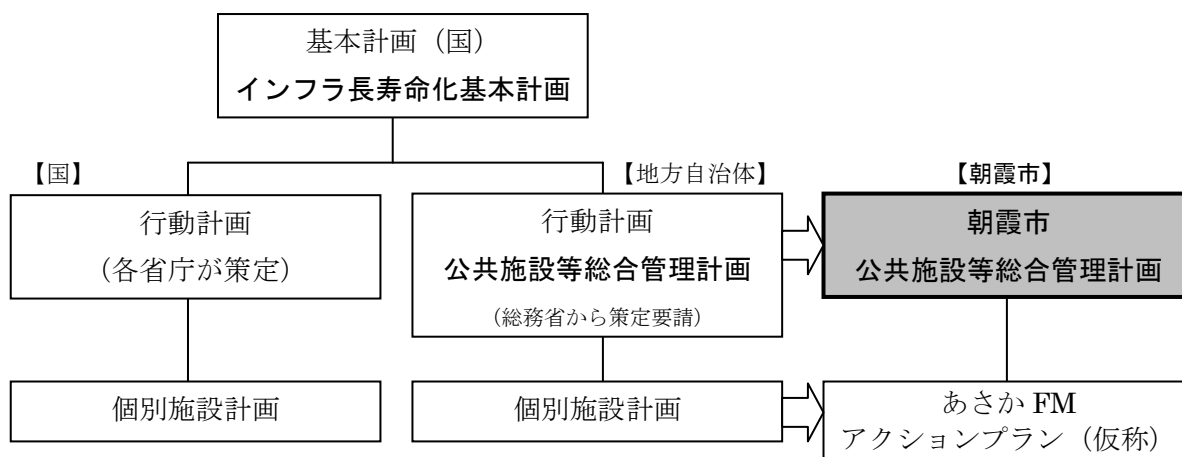 基本計画（国）
インフラ長寿命化基本計画
【国】
【地方自治体】
【朝霞市】
行動計画
（各省庁が策定）
行動計画
公共施設等総合管理計画
（総務省から策定要請）
朝霞市
公共施設等総合管理計画
個別施設計画
個別施設計画
あさか FM
アクションプラン（仮称）